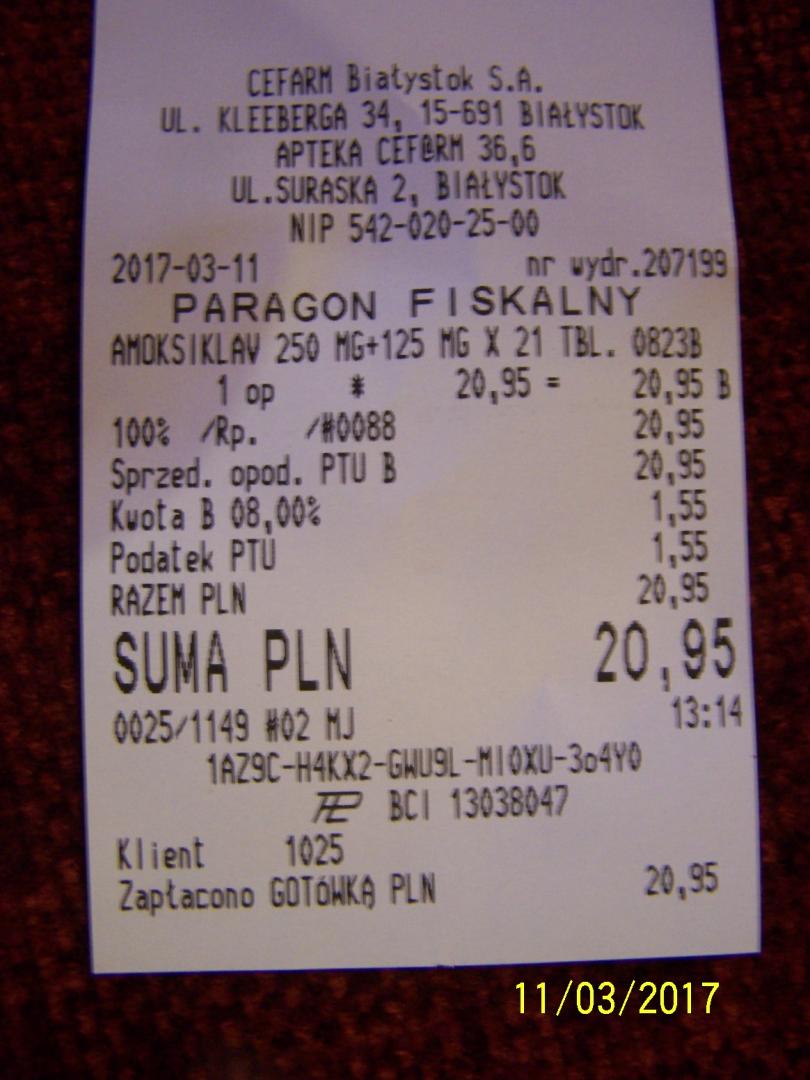 CEFARM Białystok S.A.
UL. KLEEBERGA 34, 15-691 BIAŁYSTOK
APTEKA CEF@RM 36,6
UL.SURASKA 2, BIAŁYSTOK
NIP 542-020-25-00
2017-03-11 nr wydr.207199
PARAGON FISKALNY
AMOKSIKLAV 250 MG+125 MG X 21 TBL. 0823B
1 op * 20,95 = 20,95 B
100% /Rp. /#0088 20,95
Sprzed. opod. PTU B 20,95
Kwota B 08,00% 1,55
Podatek PTU 1,55
RAZEM PLN 20,95
SUMA PLN 20,95
0025/1149 #02 MJ 13:14
1AZ9C-H4KX2-GWU9L-MI0XU-3o4Y0
BCI 13038047
Klient 1025
Zapłacono GOTÓWKĄ PLN 20,95
11/03/2017